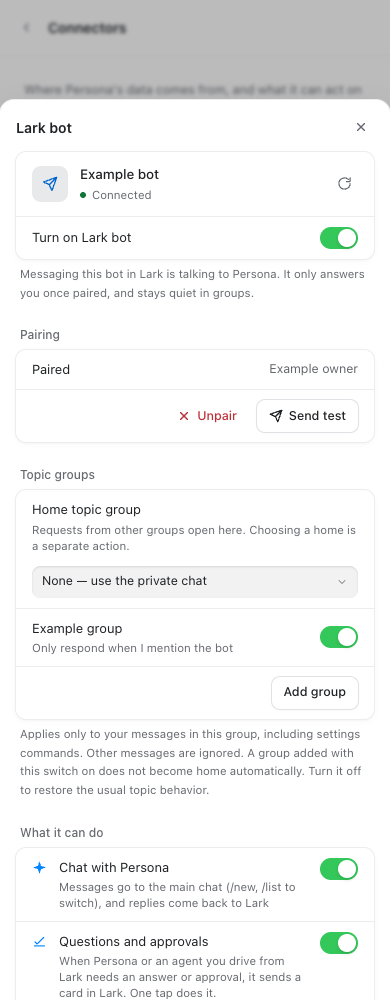 Connectors
Where Persona's data comes from, and what it can act on
Lark bot
Example bot
Connected
Turn on Lark bot
Messaging this bot in Lark is talking to Persona. It only answers
you once paired, and stays quiet in groups.
Pairing
Paired
Example owner
Unpair
Send test
Topic groups
Home topic group
Requests from other groups open here. Choosing a home is
a separate action.
None — use the private chat
Example group
Only respond when I mention the bot
Add group
Applies only to your messages in this group, including settings
commands. Other messages are ignored. A group added with
this switch on does not become home automatically. Turn it off
to restore the usual topic behavior.
What it can do
Chat with Persona
Messages go to the main chat (/new, /list to
switch), and replies come back to Lark
Questions and approvals
When Persona or an agent you drive from
Lark needs an answer or approval, it sends a
card in Lark. One tap does it.